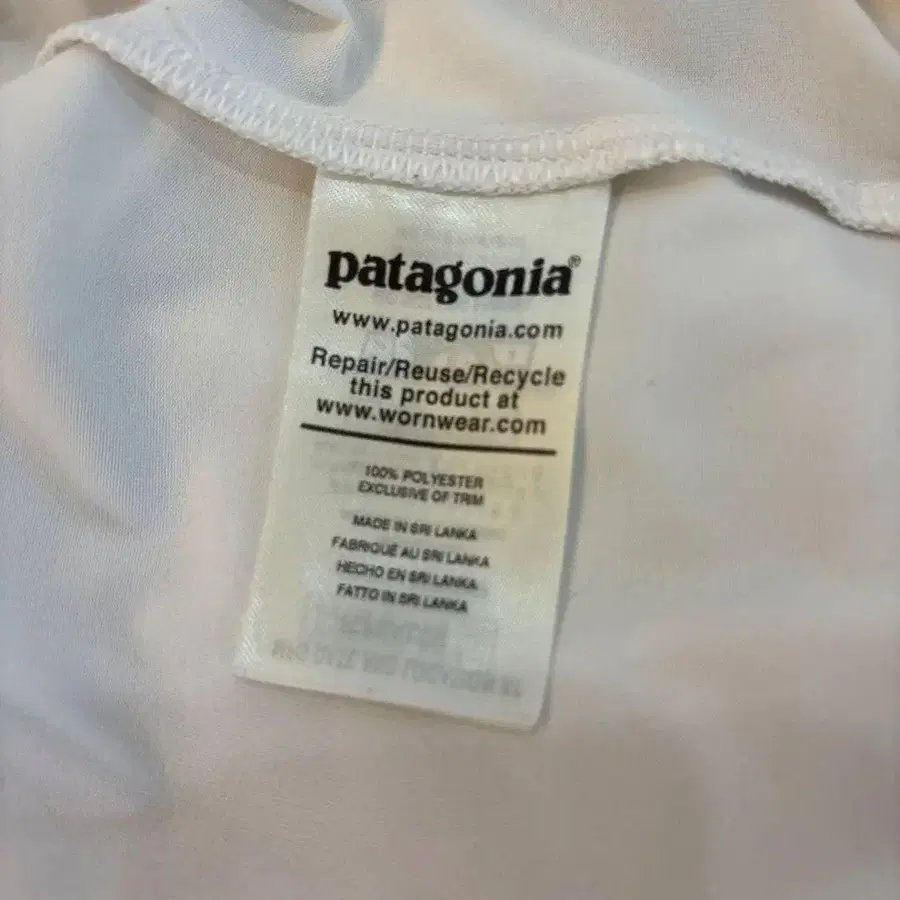 patagonia®
www.patagonia.com
Repair/Reuse/Recycle
this product at
www.wornwear.com
100% POLYESTER
EXCLUSIVE OF TRIM
MADE IN SRI LANKA
FABRIQUÉ AU SRI LANKA
HECHO EN SRI LANKA
FATTO IN SRI LANKA